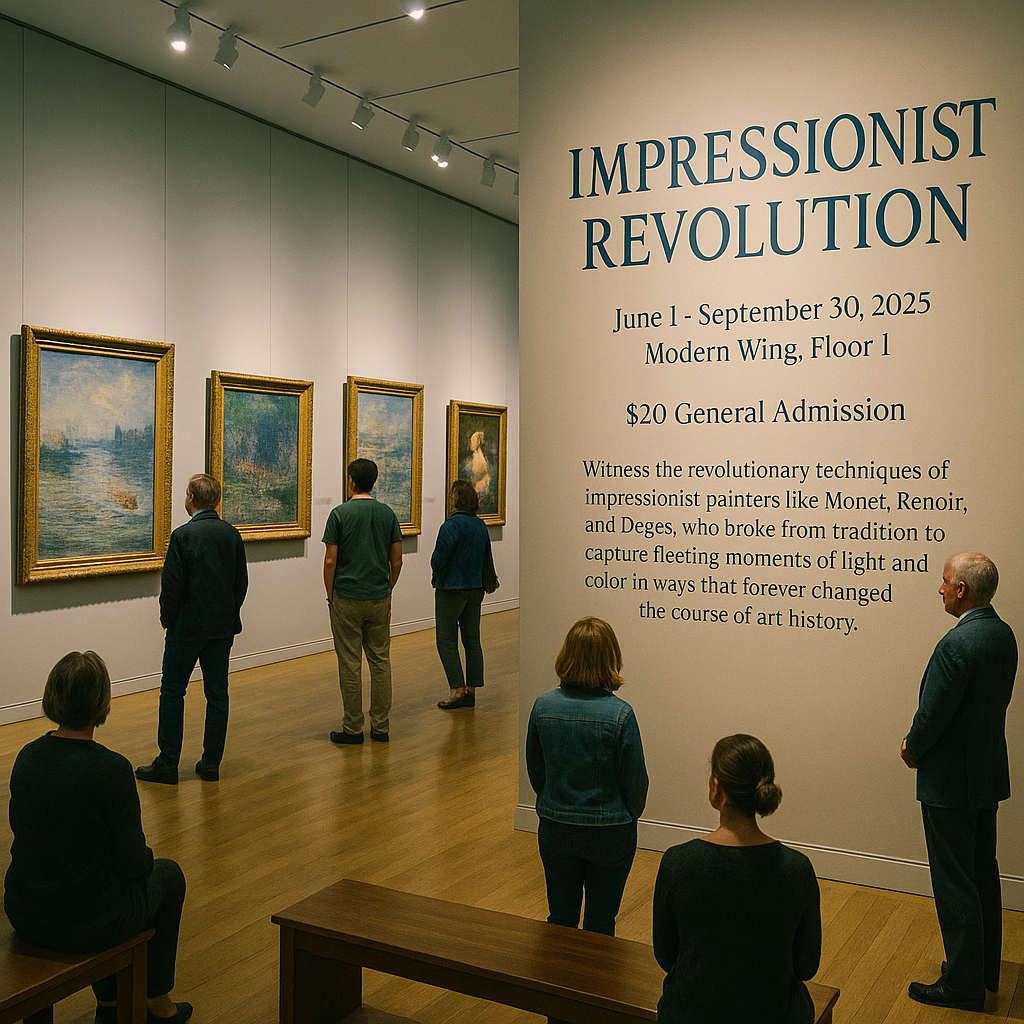 IMPRESSIONIST
REVOLUTION
June 1 - September 30, 2025
Modern Wing, Floor 1
$20 General Admission
Witness the revolutionary techniques of
impressionist painters like Monet, Renoir,
and Deges, who broke from tradition to
capture fleeting moments of light and
color in ways that forever changed
the course of art history.